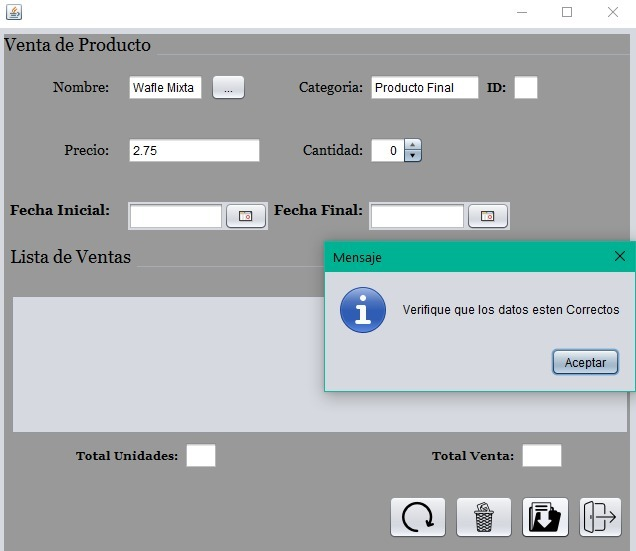 Venta de Producto
Nombre: Wafle Mixta ... Categoria: Producto Final ID:
Precio: 2.75 Cantidad: 0
Fecha Inicial: Fecha Final:
Lista de Ventas
Mensaje
Verifique que los datos esten Correctos
Aceptar
Total Unidades: Total Venta: